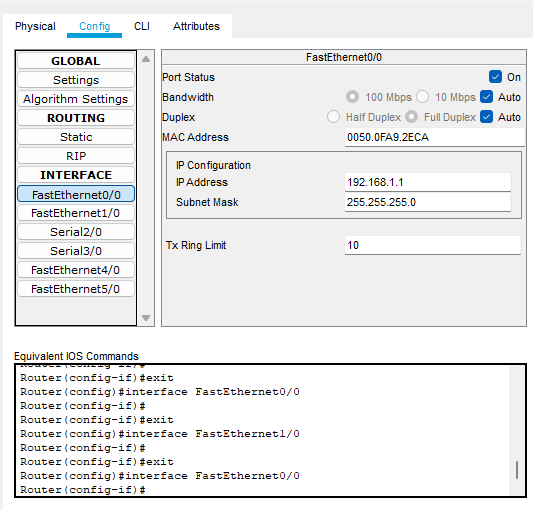 Physical Config CLI Attributes
GLOBAL
Settings
Algorithm Settings
ROUTING
Static
RIP
INTERFACE
FastEthernet0/0
FastEthernet1/0
Serial2/0
Serial3/0
FastEthernet4/0
FastEthernet5/0
FastEthernet0/0
Port Status On
Bandwidth 100 Mbps 10 Mbps Auto
Duplex Half Duplex Full Duplex Auto
MAC Address 0050.0FA9.2ECA
IP Configuration
IP Address 192.168.1.1
Subnet Mask 255.255.255.0
Tx Ring Limit 10
Equivalent IOS Commands
Router(config-if)#
Router(config-if)#exit
Router(config)#interface FastEthernet0/0
Router(config-if)#
Router(config-if)#exit
Router(config)#interface FastEthernet1/0
Router(config-if)#
Router(config-if)#exit
Router(config)#interface FastEthernet0/0
Router(config-if)#